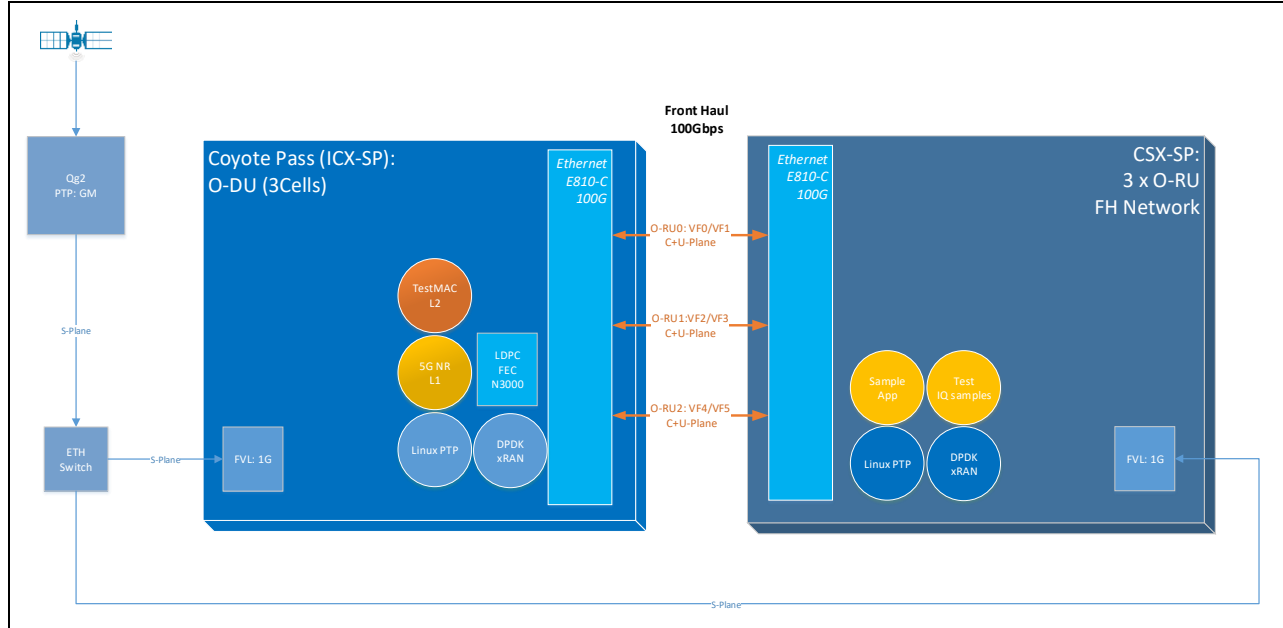 Front Haul
100Gbps
Qg2
PTP: GM
S-Plane
ETH
Switch
S-Plane
S-Plane
Coyote Pass (ICX-SP):
O-DU (3Cells)
Ethernet
E810-C
100G
TestMAC
L2
5G NR
L1
LDPC
FEC
N3000
Linux PTP
DPDK
xRAN
FVL: 1G
O-RU0: VF0/VF1
C+U-Plane
O-RU1:VF2/VF3
C+U-Plane
O-RU2: VF4/VF5
C+U-Plane
Ethernet
E810-C
100G
CSX-SP:
3 x O-RU
FH Network
Sample
App
Test
IQ samples
Linux PTP
DPDK
xRAN
FVL: 1G